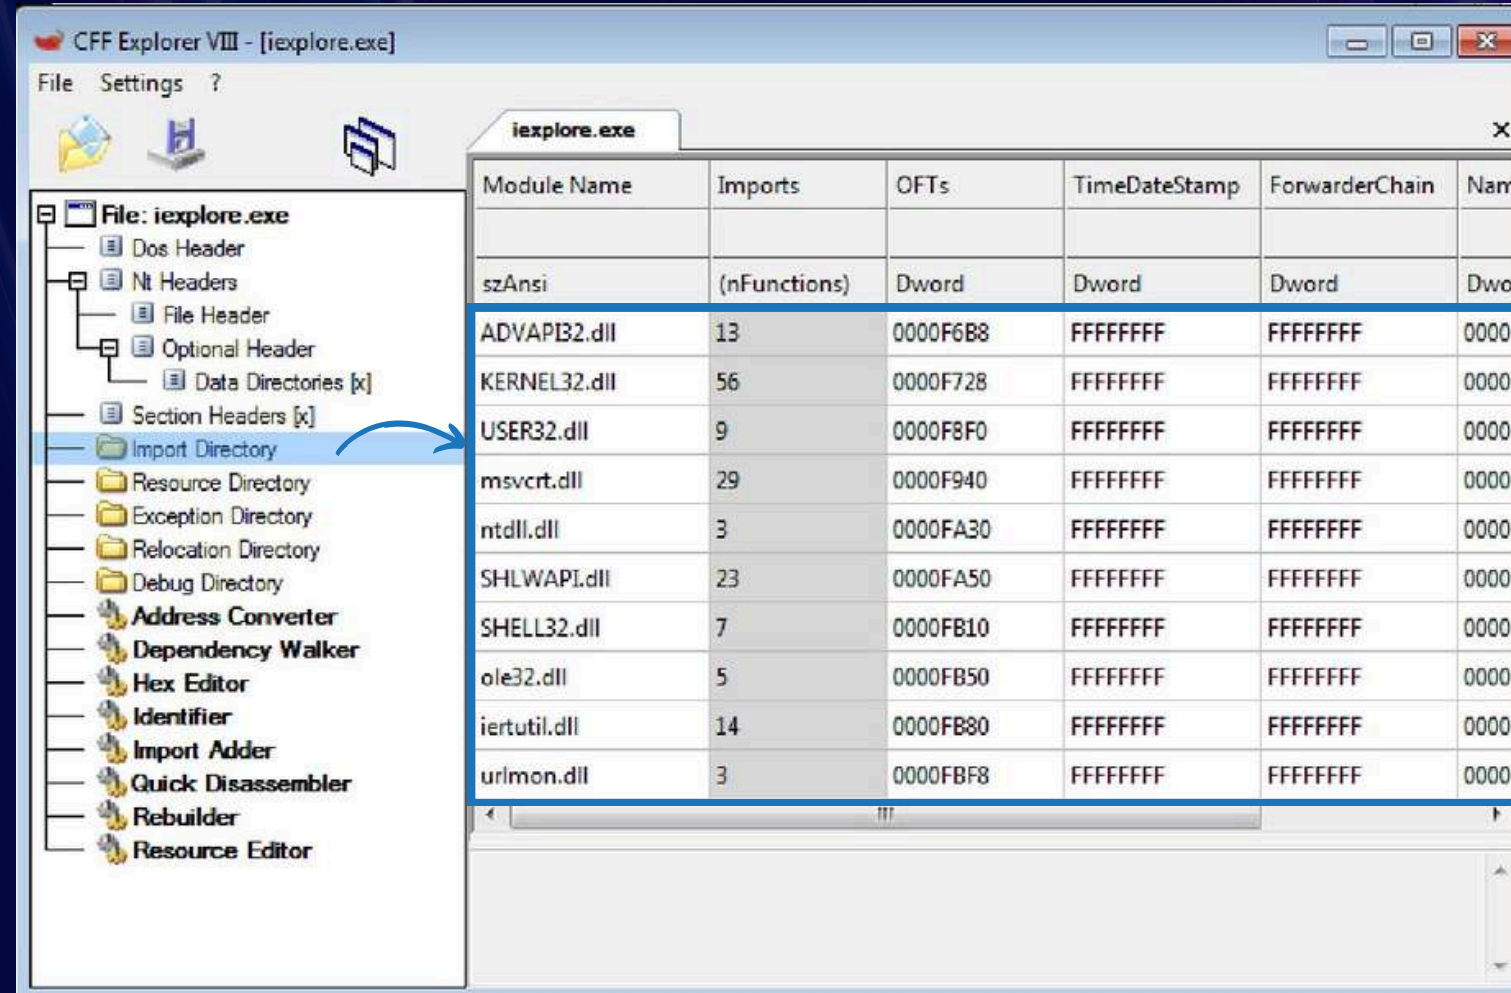 CFF Explorer VIII - [iexplore.exe]
File Settings ?
iexplore.exe
File: iexplore.exe
Dos Header
Nt Headers
File Header
Optional Header
Data Directories [x]
Section Headers [x]
Import Directory
Resource Directory
Exception Directory
Relocation Directory
Debug Directory
Address Converter
Dependency Walker
Hex Editor
Identifier
Import Adder
Quick Disassembler
Rebuilder
Resource Editor
Module Name Imports OFTs TimeDateStamp ForwarderChain Nam
szAnsi (nFunctions) Dword Dword Dword Dwo
ADVAPI32.dll 13 0000F6B8 FFFFFFFF FFFFFFFF 0000
KERNEL32.dll 56 0000F728 FFFFFFFF FFFFFFFF 0000
USER32.dll 9 0000F8F0 FFFFFFFF FFFFFFFF 0000
msvcrt.dll 29 0000F940 FFFFFFFF FFFFFFFF 0000
ntdll.dll 3 0000FA30 FFFFFFFF FFFFFFFF 0000
SHLWAPI.dll 23 0000FA50 FFFFFFFF FFFFFFFF 0000
SHELL32.dll 7 0000FB10 FFFFFFFF FFFFFFFF 0000
ole32.dll 5 0000FB50 FFFFFFFF FFFFFFFF 0000
iertutil.dll 14 0000FB80 FFFFFFFF FFFFFFFF 0000
urlmon.dll 3 0000FBF8 FFFFFFFF FFFFFFFF 0000